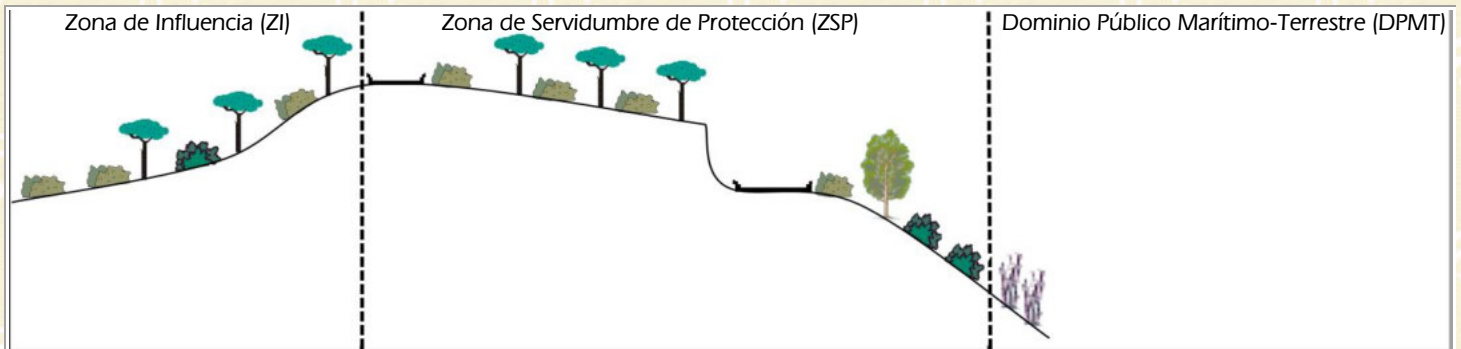 Zona de Influencia (ZI)
Zona de Servidumbre de Protección (ZSP)
Dominio Público Marítimo-Terrestre (DPMT)